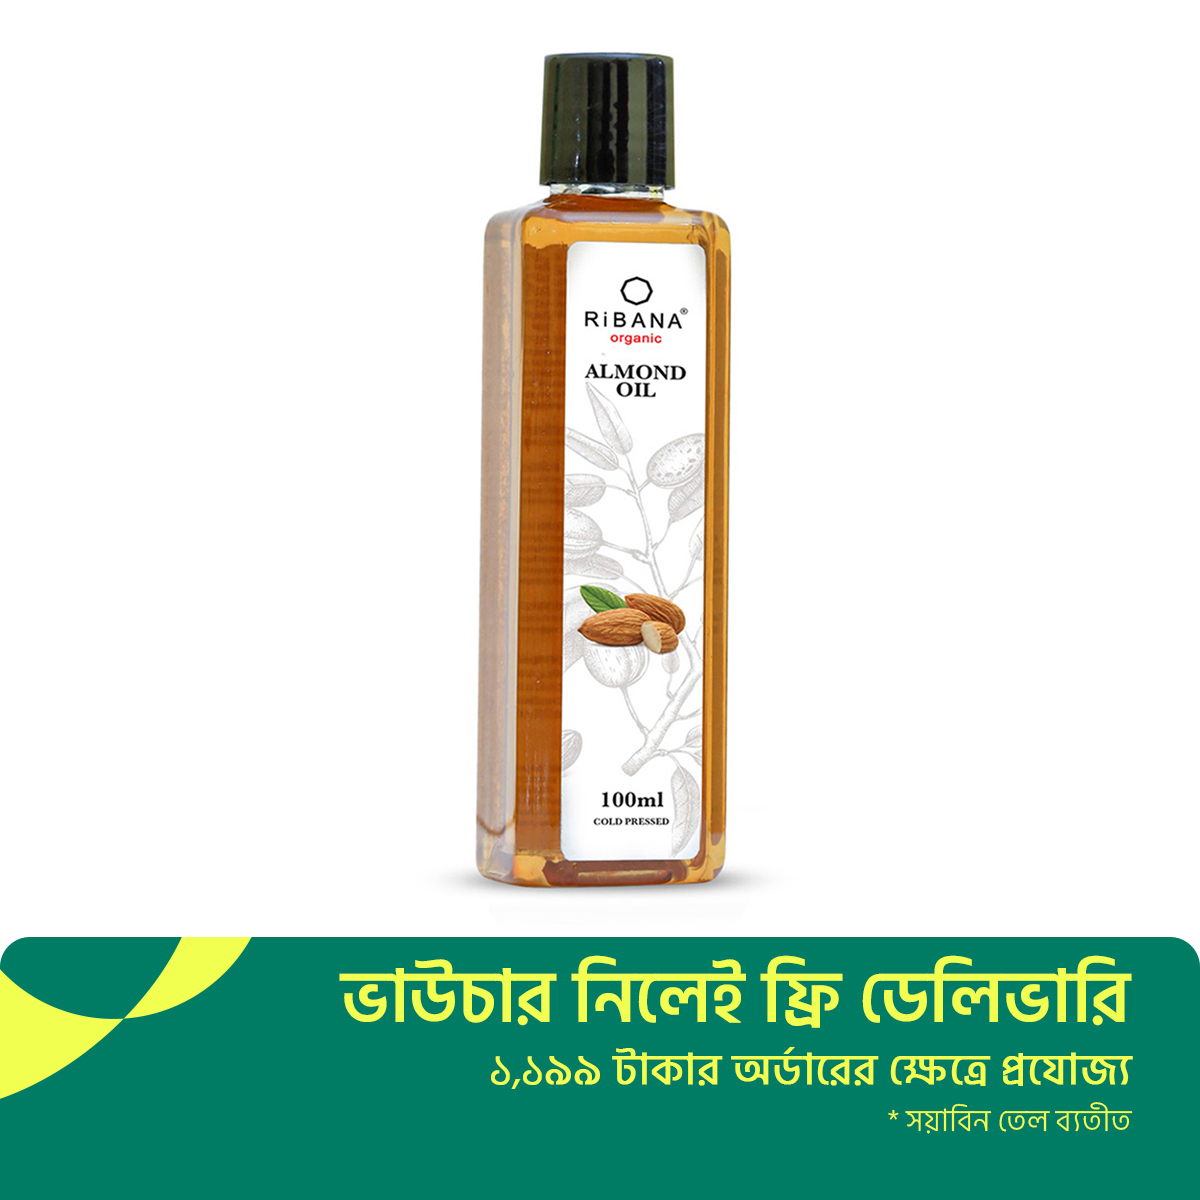 RiBANA®
organic
ALMOND
OIL
100ml
COLD PRESSED
ভাউচার নিলেই ফ্রি ডেলিভারি
১,১৯৯ টাকার অর্ডারের ক্ষেত্রে প্রযোজ্য
* সয়াবিন তেল ব্যতীত